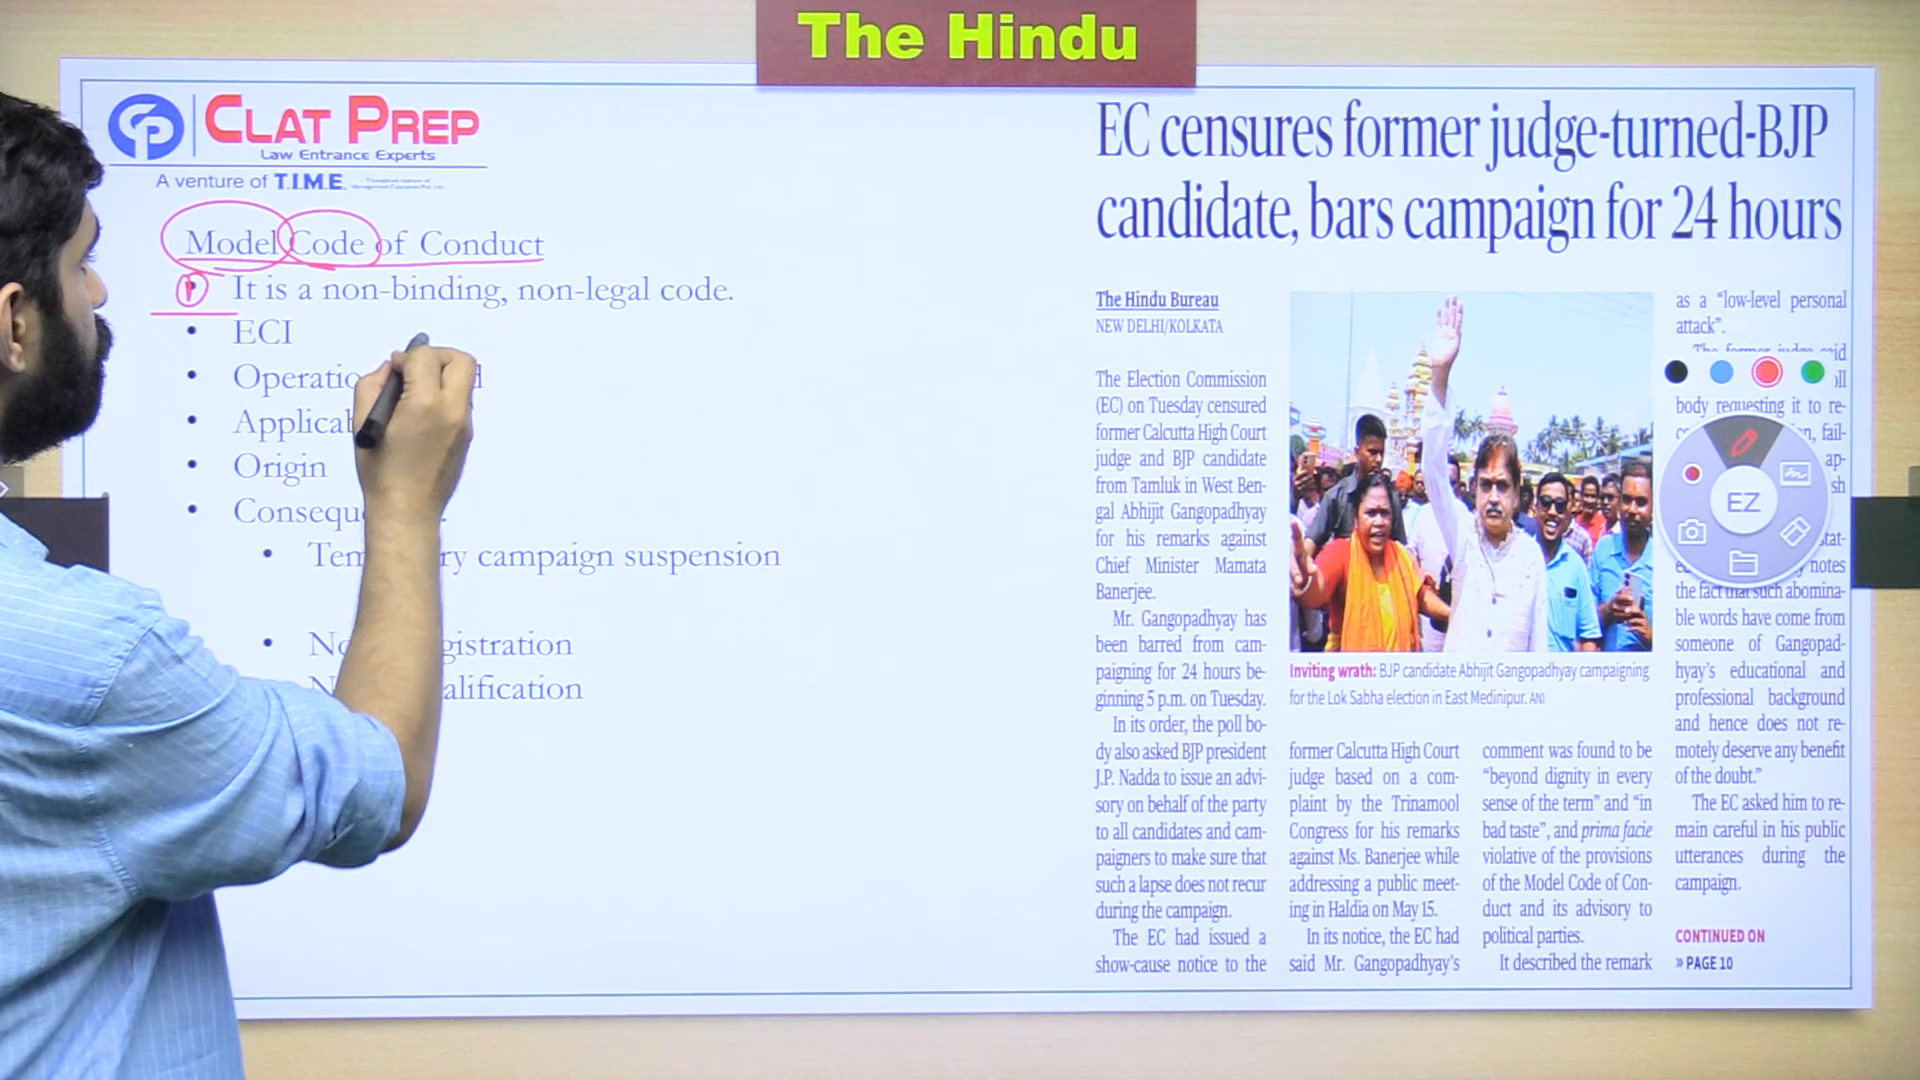 The Hindu
CLAT PREP
Law Entrance Experts
A venture of T.I.M.E.
Model Code of Conduct
• It is a non-binding, non-legal code.
• ECI
•
•
• Origin
•
• campaign suspension
•
EC censures former judge-turned-BJP
candidate, bars campaign for 24 hours
The Hindu Bureau
NEW DELHI/KOLKATA
The Election Commission
(EC) on Tuesday censured
former Calcutta High Court
judge and BJP candidate
from Tamluk in West Ben-
gal Abhijit Gangopadhyay
for his remarks against
Chief Minister Mamata
Banerjee.
Mr. Gangopadhyay has
been barred from cam-
paigning for 24 hours be-
ginning 5 p.m. on Tuesday.
In its order, the poll bo-
dy also asked BJP president
J.P. Nadda to issue an advi-
sory on behalf of the party
to all candidates and cam-
paigners to make sure that
such a lapse does not recur
during the campaign.
The EC had issued a
show-cause notice to the
Inviting wrath: BJP candidate Abhijit Gangopadhyay campaigning
for the Lok Sabha election in East Medinipur. ANI
former Calcutta High Court
judge based on a com-
plaint by the Trinamool
Congress for his remarks
against Ms. Banerjee while
addressing a public meet-
ing in Haldia on May 15.
In its notice, the EC had
said Mr. Gangopadhyay's
comment was found to be
"beyond dignity in every
sense of the term" and "in
bad taste", and prima facie
violative of the provisions
of the Model Code of Con-
duct and its advisory to
political parties.
It described the remark
as a "low-level personal
attack".
The former judge said
body requesting it to re-
notes
the fact that such abomina-
ble words have come from
someone of Gangopad-
hyay's educational and
professional background
and hence does not re-
motely deserve any benefit
of the doubt."
The EC asked him to re-
main careful in his public
utterances during the
campaign.
CONTINUED ON
» PAGE 10
EZ